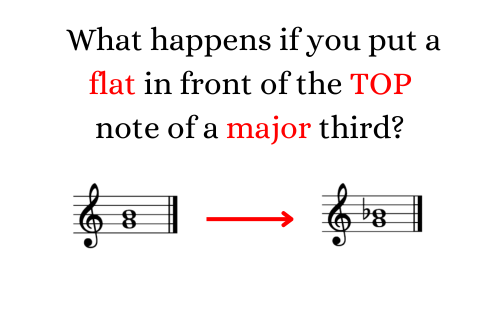 What happens if you put a
flat in front of the TOP
note of a major third?